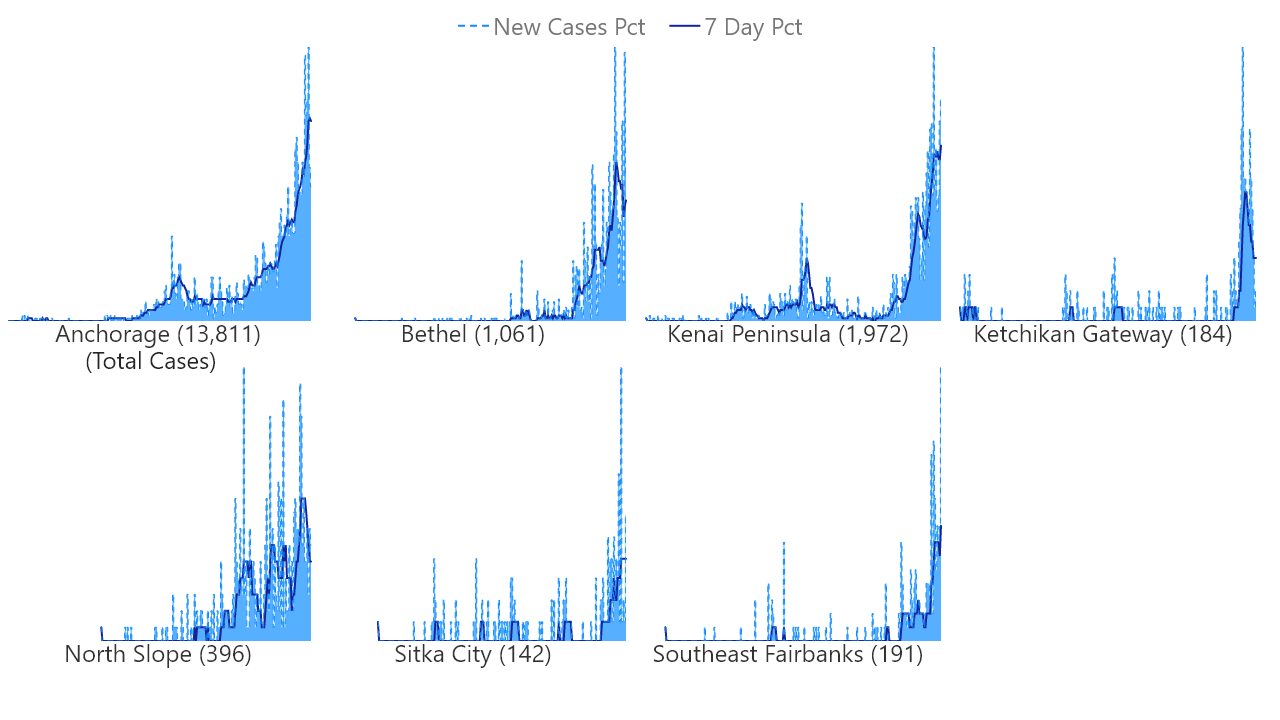 New Cases Pct 7 Day Pct
Anchorage (13,811)
(Total Cases)
Bethel (1,061)
Kenai Peninsula (1,972)
Ketchikan Gateway (184)
North Slope (396)
Sitka City (142)
Southeast Fairbanks (191)